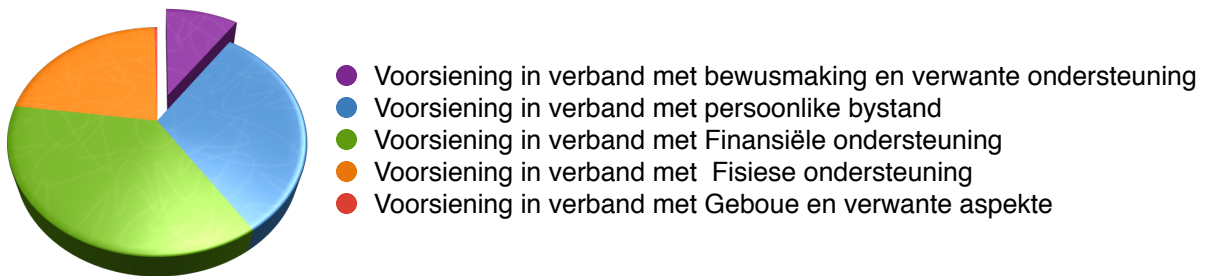 Voorsiening in verband met bewusmaking en verwante ondersteuning
Voorsiening in verband met persoonlike bystand
Voorsiening in verband met Finansiële ondersteuning
Voorsiening in verband met  Fisiese ondersteuning
Voorsiening in verband met Geboue en verwante aspekte